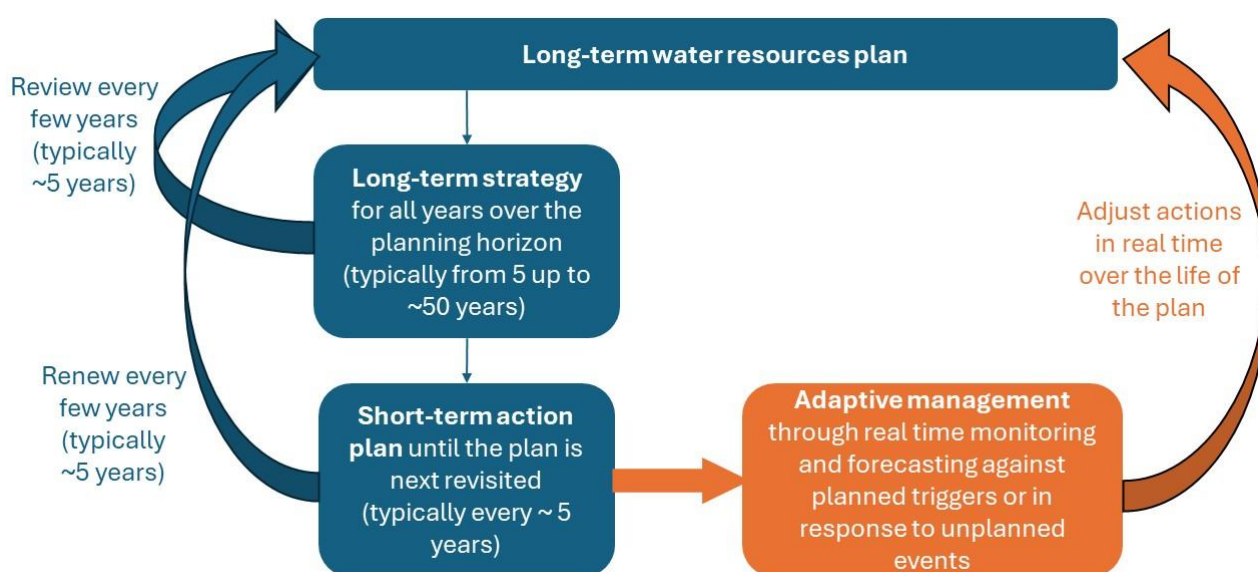 Long-term water resources plan
Review every
few years
(typically
~5 years)
Long-term strategy
for all years over the
planning horizon
(typically from 5 up to
~50 years)
Adjust actions
in real time
over the life of
the plan
Renew every
few years
(typically
~5 years)
Short-term action
plan until the plan is
next revisited
(typically every ~ 5
years)
Adaptive management
through real time monitoring
and forecasting against
planned triggers or in
response to unplanned
events